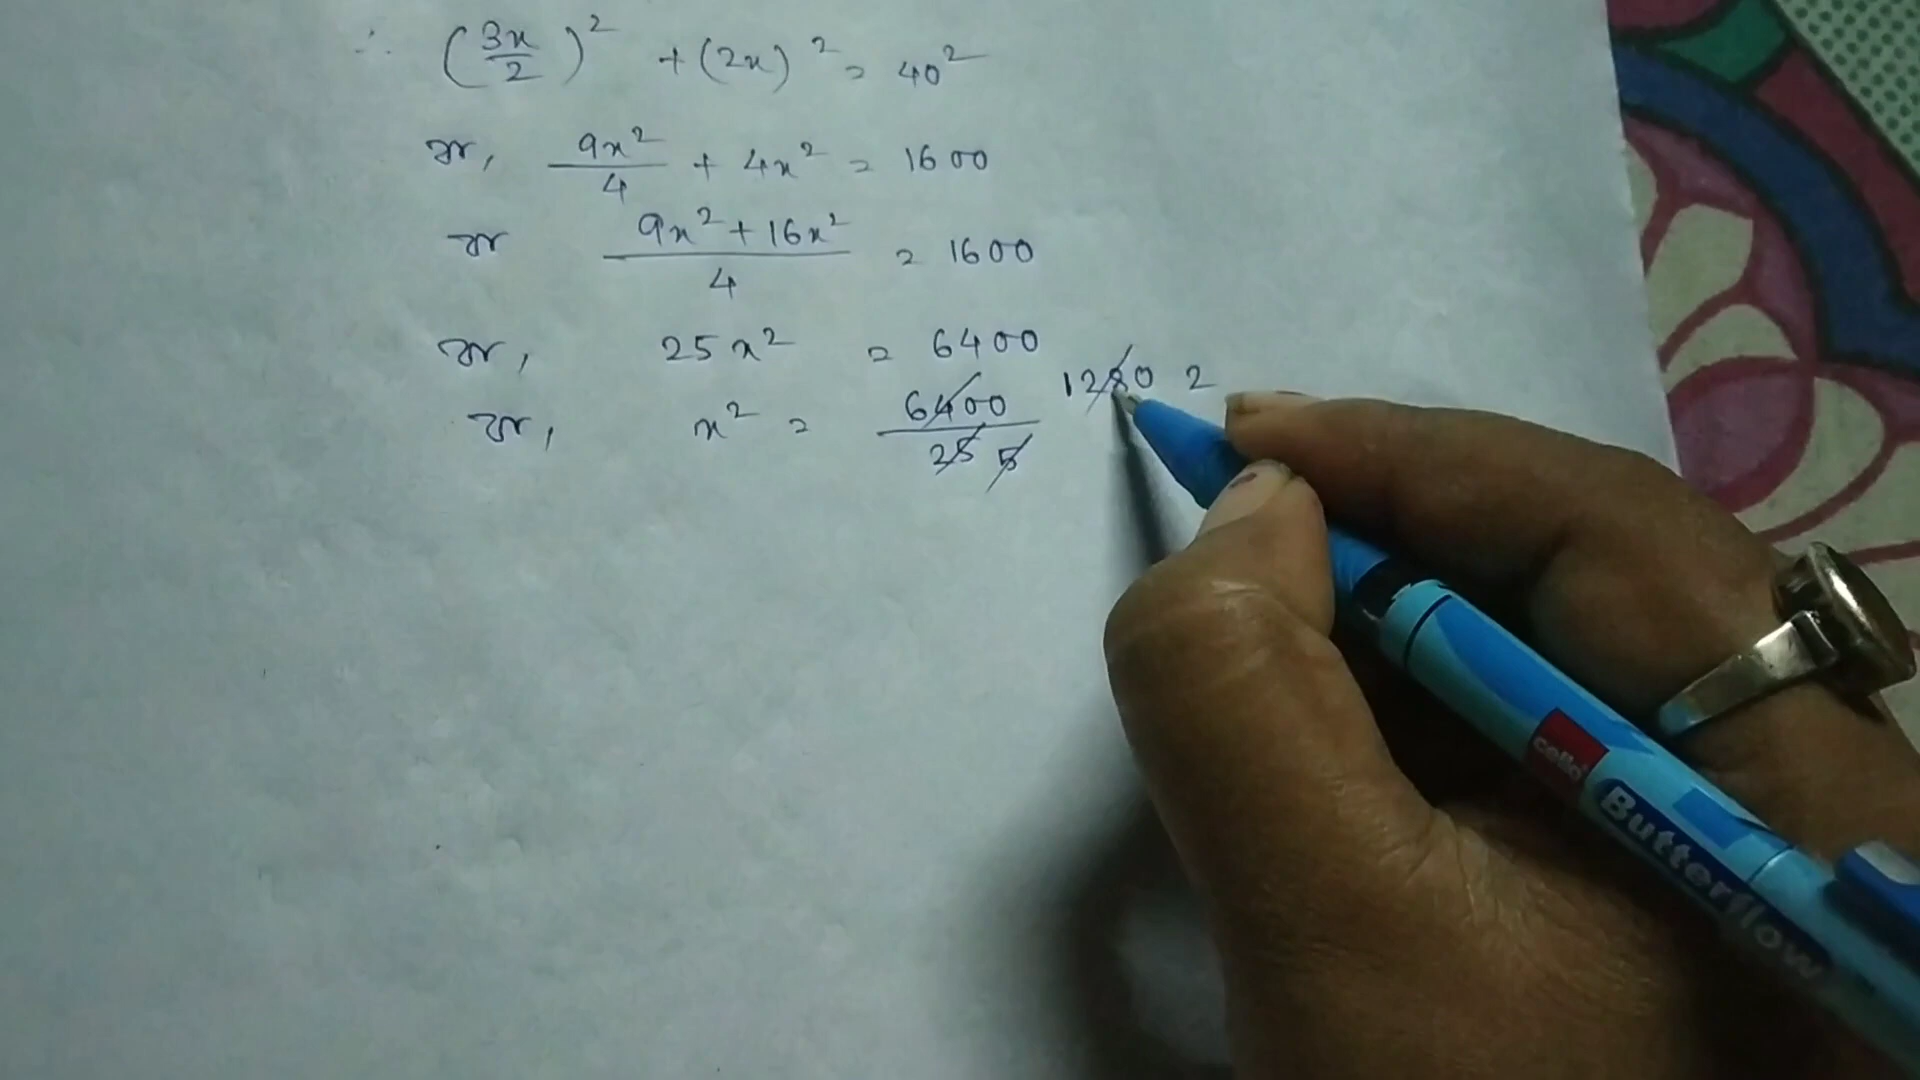 ∴ (3x/2)² + (2x)² = 40²
বা, 9x²/4 + 4x² = 1600
বা (9x² + 16x²)/4 = 1600
বা, 25x² = 6400
বা, x² = 6400/25 5 1280 2
cello
Butterflow